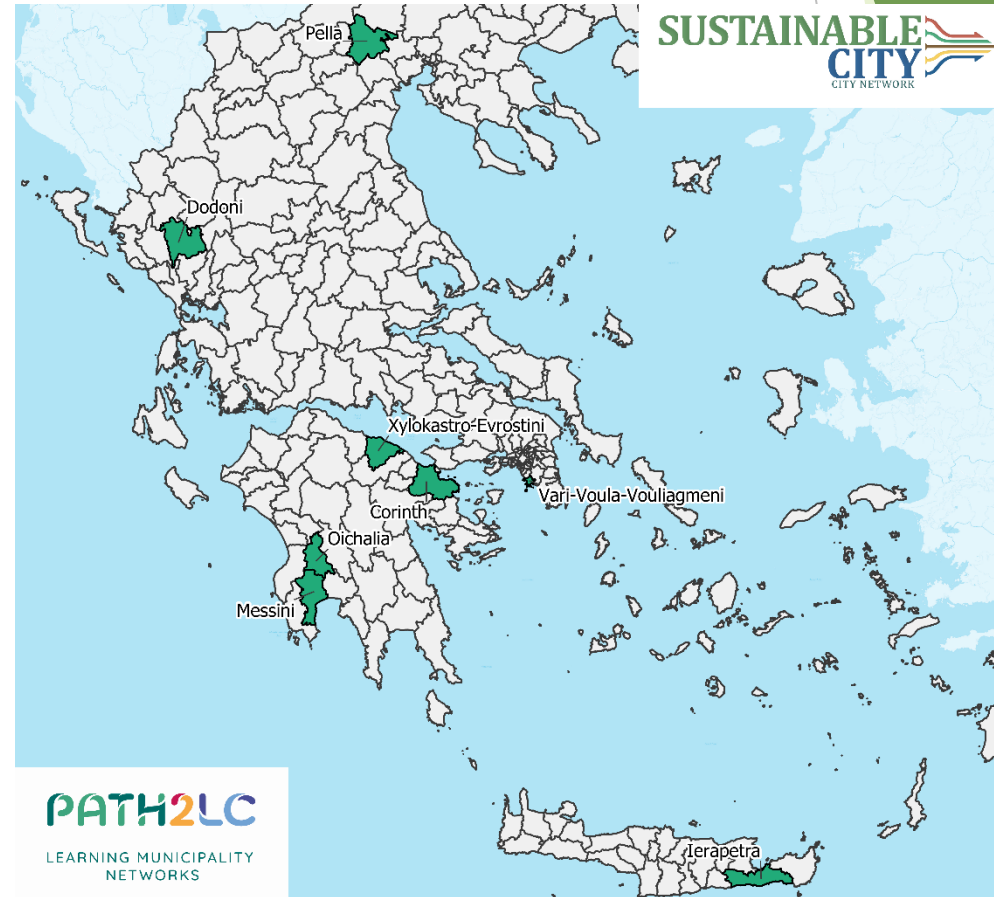 SUSTAINABLE
CITY
CITY NETWORK
Pella
Dodoni
Xylokastro-Evrostini
Vari-Voula-Vouliagmeni
Corinth
Oichalia
Messini
Ierapetra
PATH2LC
LEARNING MUNICIPALITY
NETWORKS